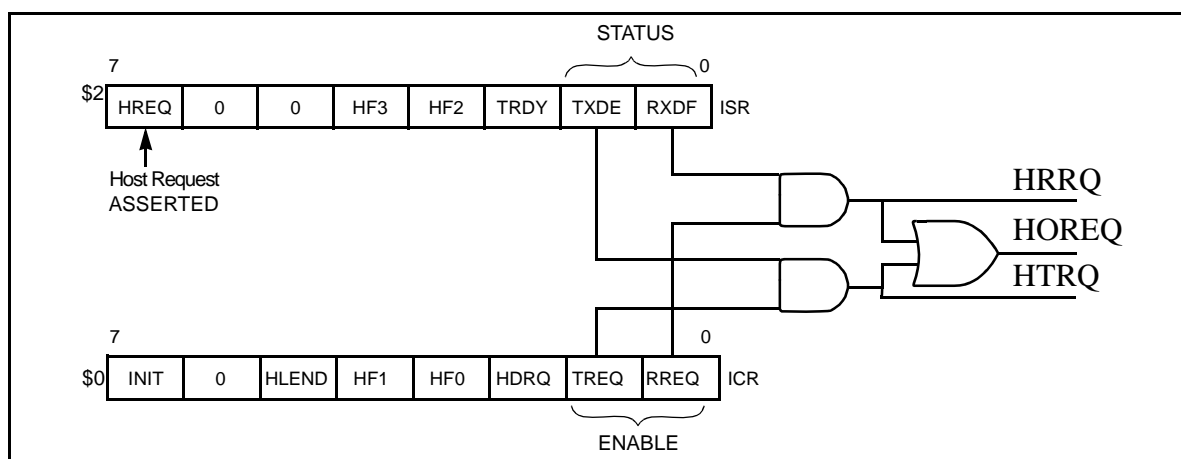 STATUS
7 0
$2 HREQ 0 0 HF3 HF2 TRDY TXDE RXDF ISR
Host Request
ASSERTED
HRRQ
HOREQ
HTRQ
7 0
$0 INIT 0 HLEND HF1 HF0 HDRQ TREQ RREQ ICR
ENABLE